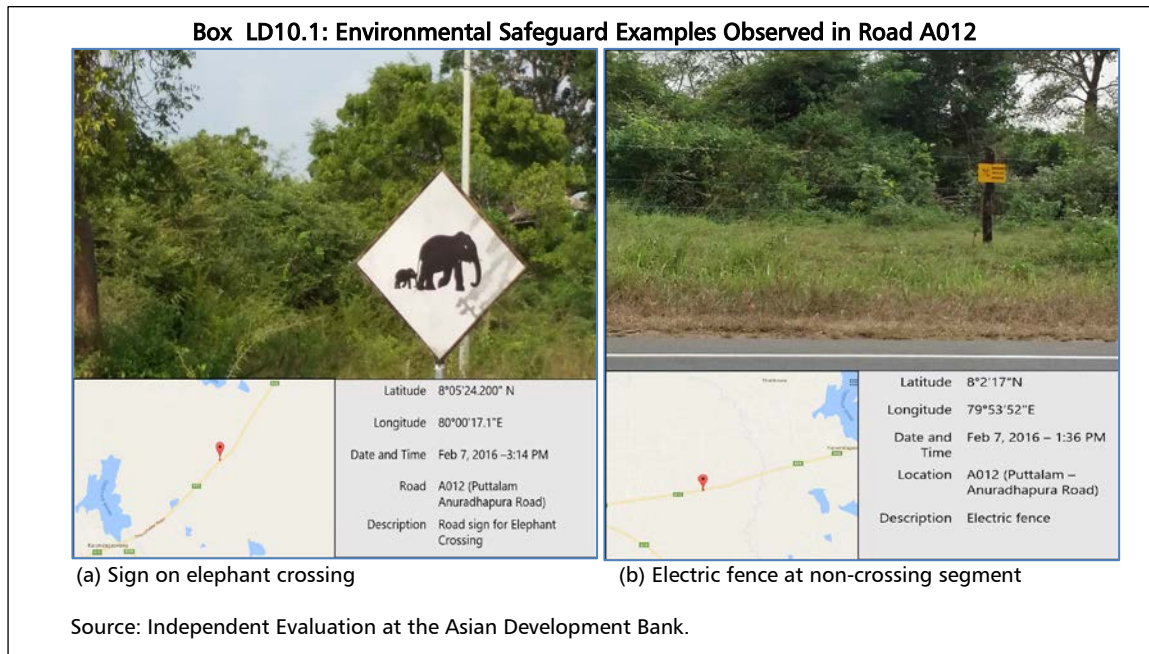 Box LD10.1: Environmental Safeguard Examples Observed in Road A012
Latitude 8°05'24.200" N
Longitude 80°00'17.1"E
Date and Time Feb 7, 2016 –3:14 PM
Road A012 (Puttalam
Anuradhapura Road)
Description Road sign for Elephant
Crossing
Latitude 8°2'17"N
Longitude 79°53'52"E
Date and Feb 7, 2016 – 1:36 PM
Time
Location A012 (Puttalam –
Anuradhapura Road)
Description Electric fence
(a) Sign on elephant crossing
(b) Electric fence at non-crossing segment
Source: Independent Evaluation at the Asian Development Bank.